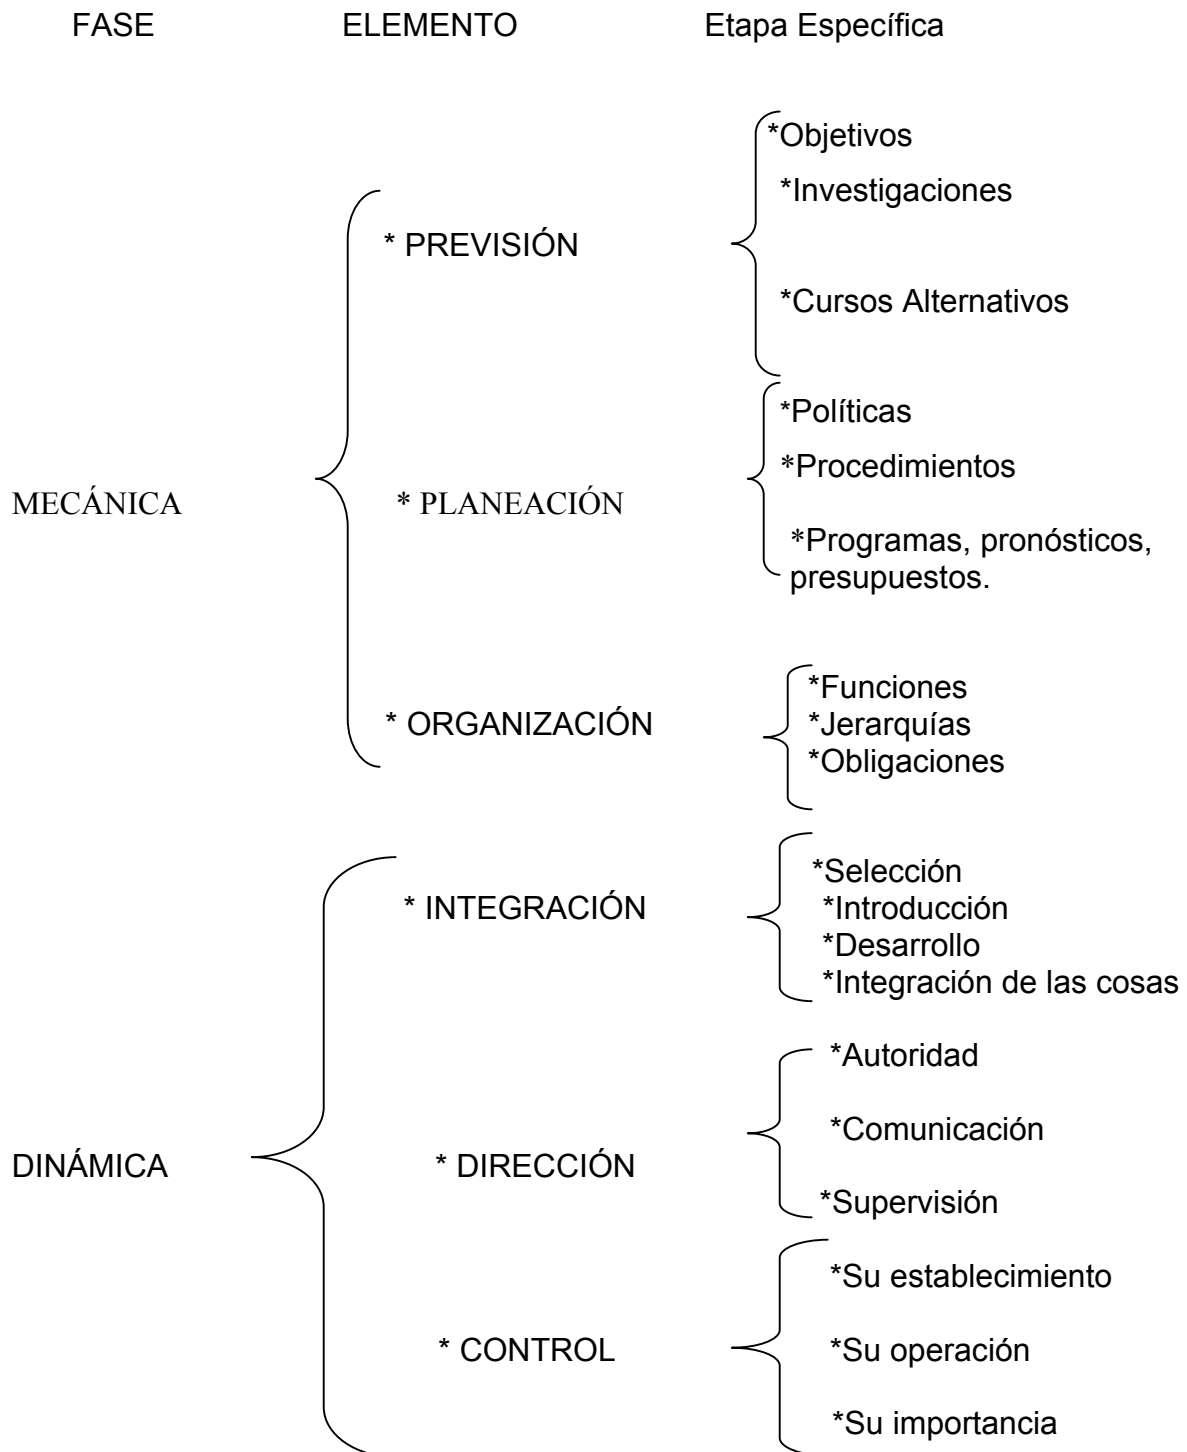 FASE ELEMENTO Etapa Específica
*Objetivos
*Investigaciones
* PREVISIÓN
*Cursos Alternativos
*Políticas
*Procedimientos
MECÁNICA * PLANEACIÓN
*Programas, pronósticos,
presupuestos.
*Funciones
* ORGANIZACIÓN *Jerarquías
*Obligaciones
*Selección
* INTEGRACIÓN *Introducción
*Desarrollo
*Integración de las cosas
*Autoridad
*Comunicación
DINÁMICA * DIRECCIÓN
*Supervisión
*Su establecimiento
* CONTROL *Su operación
*Su importancia